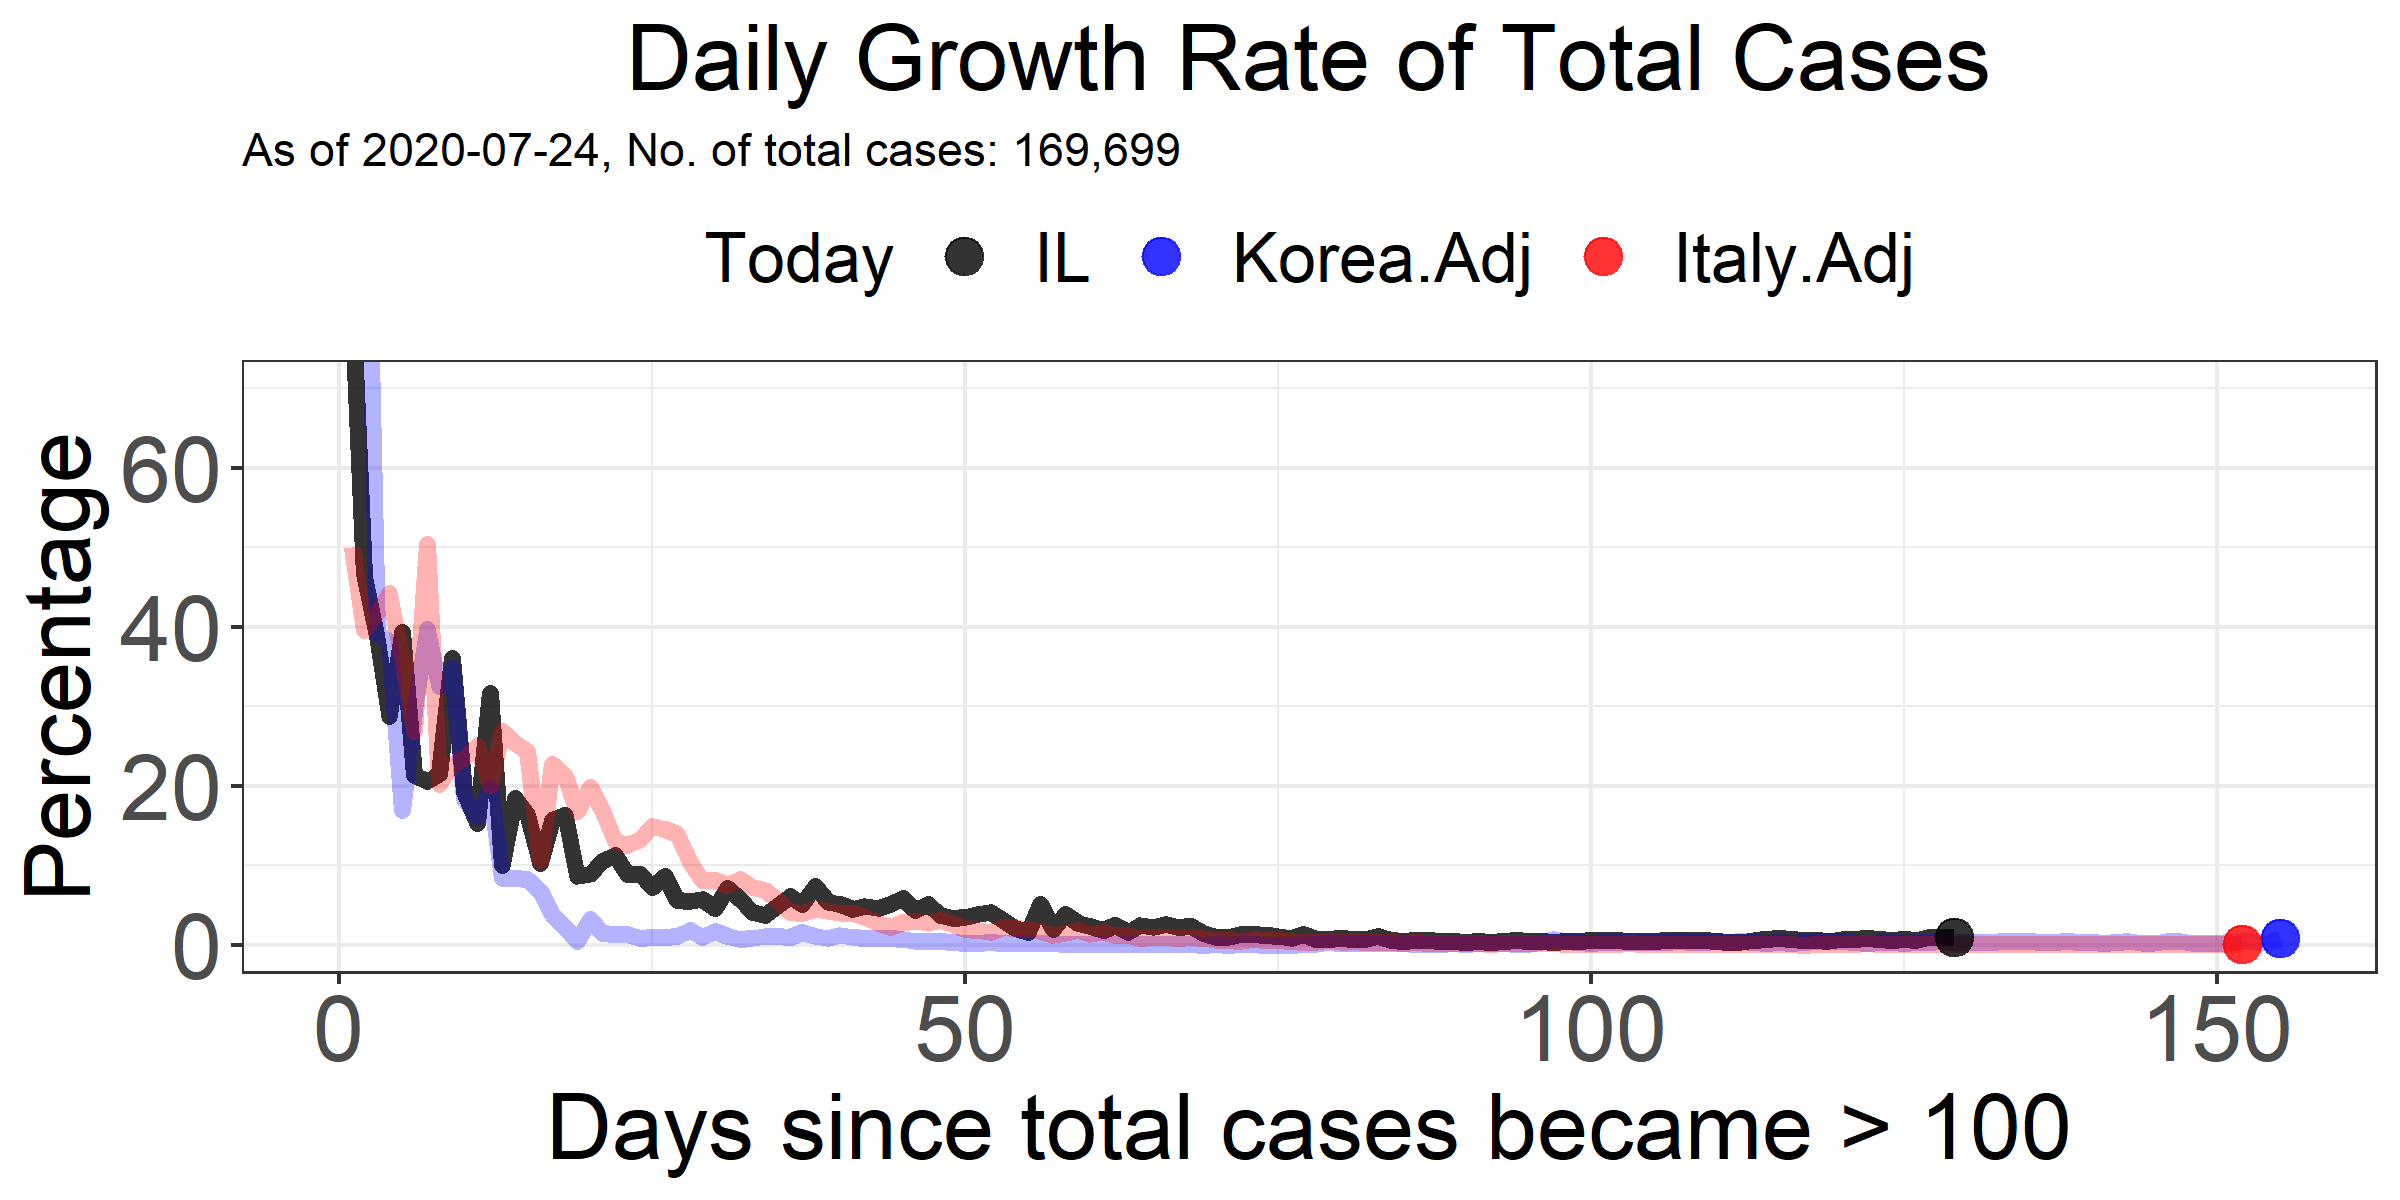 Daily Growth Rate of Total Cases
As of 2020-07-24, No. of total cases: 169,699
Today IL Korea.Adj Italy.Adj
Percentage
60
40
20
0
0 50 100 150
Days since total cases became > 100